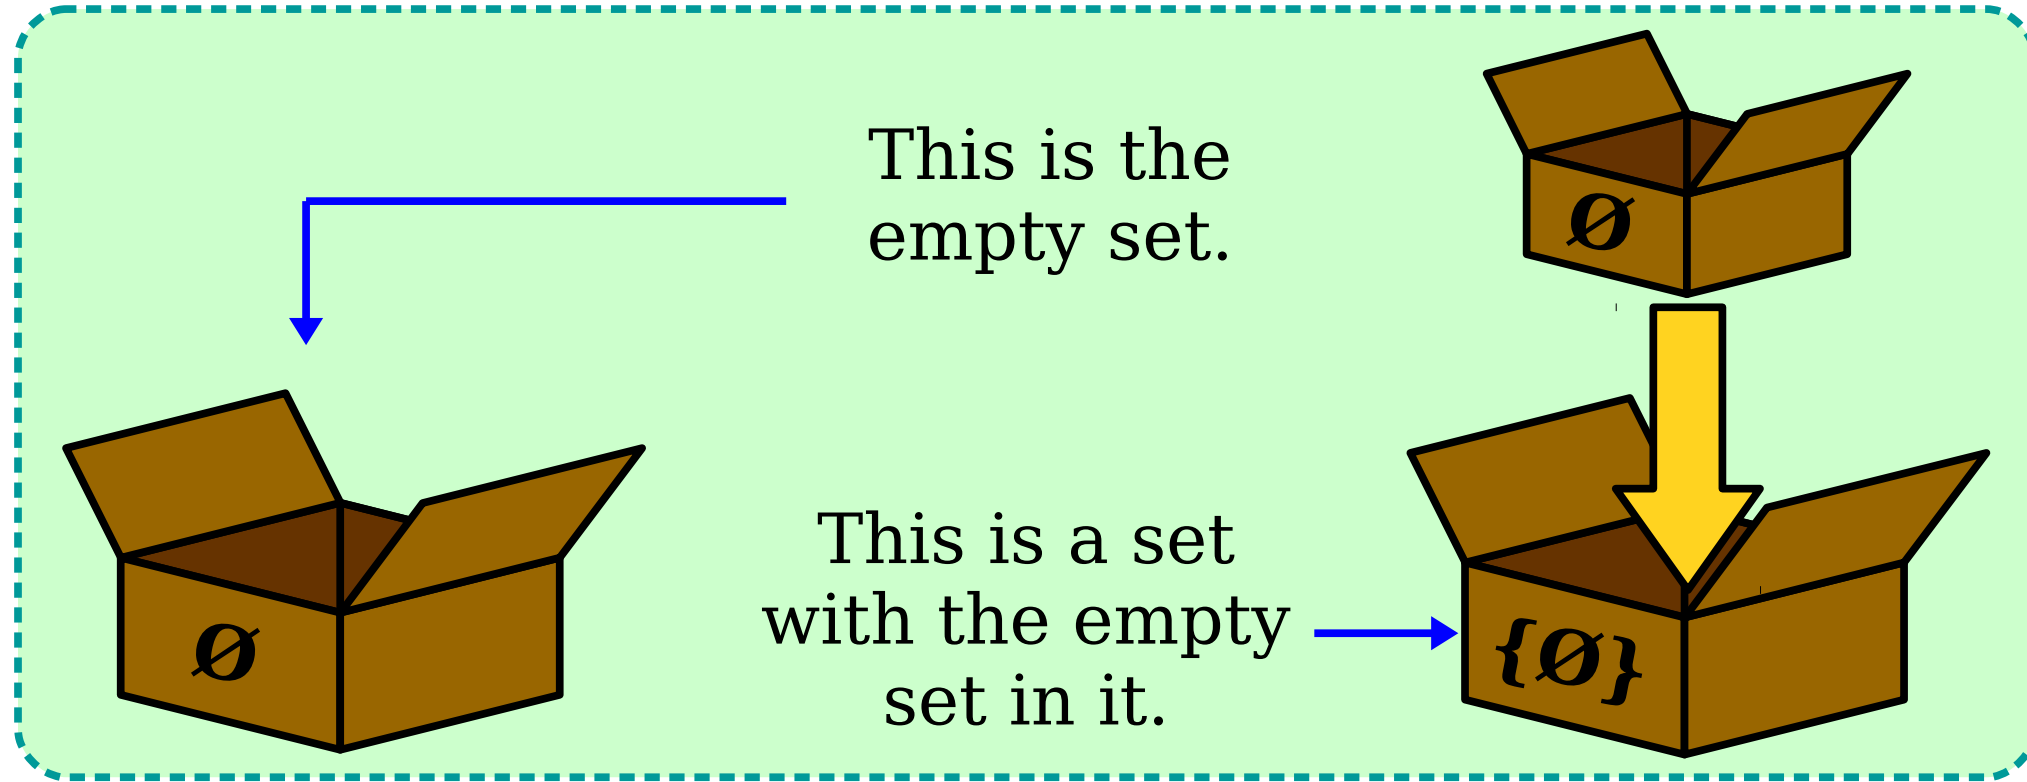 This is the
empty set.
Ø
Ø
This is a set
with the empty
set in it.
{Ø}